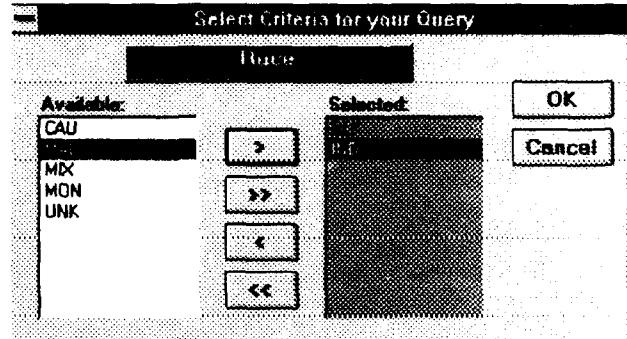 Select Criteria for your Query
Race
Available:
Selected:
OK
Cancel
CAU
MIX
MON
UNK
>
>>
<
<<